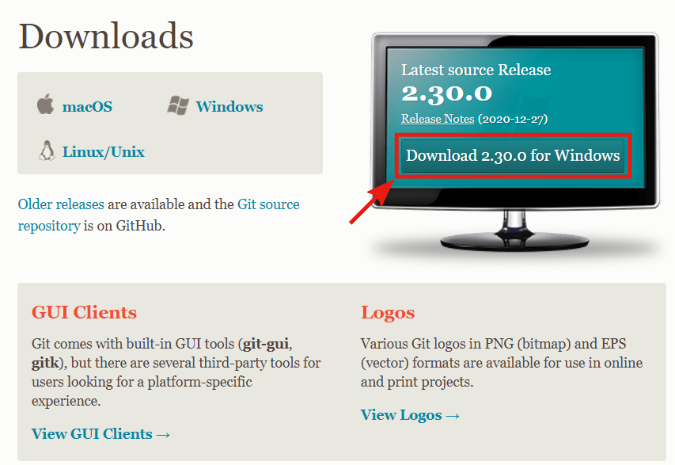 Downloads
macOS
Windows
Linux/Unix
Older releases are available and the Git source
repository is on GitHub.
Latest source Release
2.30.0
Release Notes (2020-12-27)
Download 2.30.0 for Windows
GUI Clients
Git comes with built-in GUI tools (git-gui,
gitk), but there are several third-party tools for
users looking for a platform-specific
experience.
View GUI Clients →
Logos
Various Git logos in PNG (bitmap) and EPS
(vector) formats are available for use in online
and print projects.
View Logos →